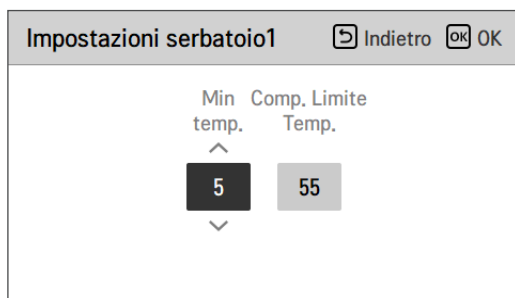 Impostazioni serbatoio1 Indietro OK OK
Min Comp. Limite
temp. Temp.
5 55